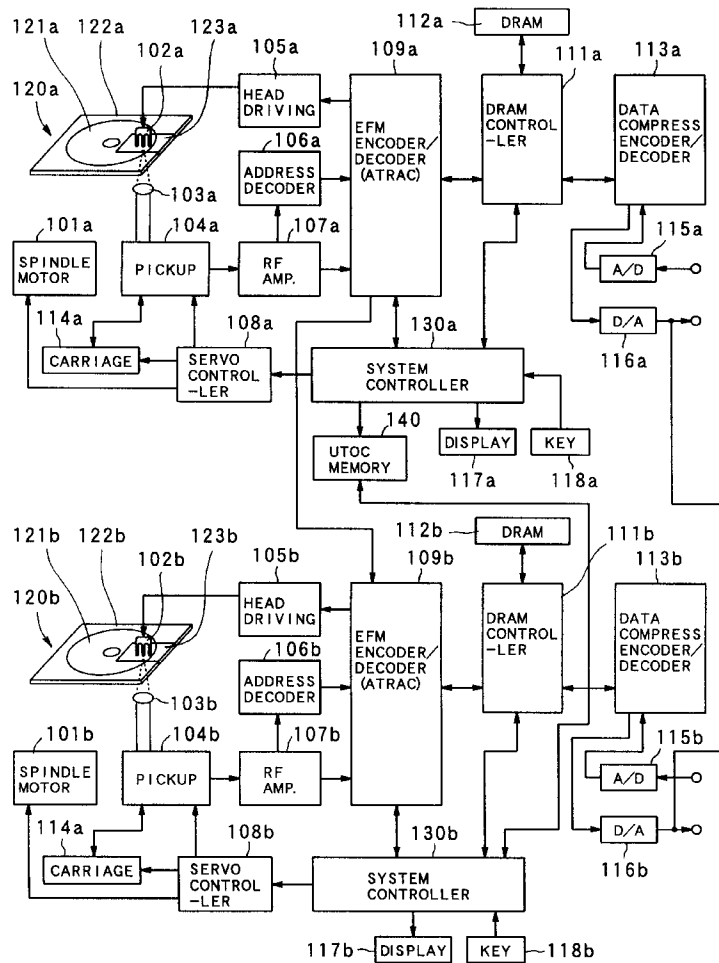 112a
DRAM
121a
122a
102a
123a
105a
109a
111a
113a
120a
HEAD
DRIVING
EFM
ENCODER/
DECODER
(ATRAC)
DRAM
CONTROL
-LER
DATA
COMPRESS
ENCODER/
DECODER
106a
ADDRESS
DECODER
103a
101a
104a
107a
115a
SPINDLE
MOTOR
PICKUP
RF
AMP.
A/D
114a
108a
130a
D/A
116a
CARRIAGE
SERVO
CONTROL
-LER
SYSTEM
CONTROLLER
140
UTOC
MEMORY
DISPLAY
KEY
117a
118a
112b
DRAM
121b
122b
102b
123b
105b
109b
111b
113b
120b
HEAD
DRIVING
EFM
ENCODER/
DECODER
(ATRAC)
DRAM
CONTROL
-LER
DATA
COMPRESS
ENCODER/
DECODER
106b
ADDRESS
DECODER
103b
101b
104b
107b
115b
SPINDLE
MOTOR
PICKUP
RF
AMP.
A/D
114a
108b
130b
D/A
116b
CARRIAGE
SERVO
CONTROL
-LER
SYSTEM
CONTROLLER
117b
DISPLAY
KEY
118b